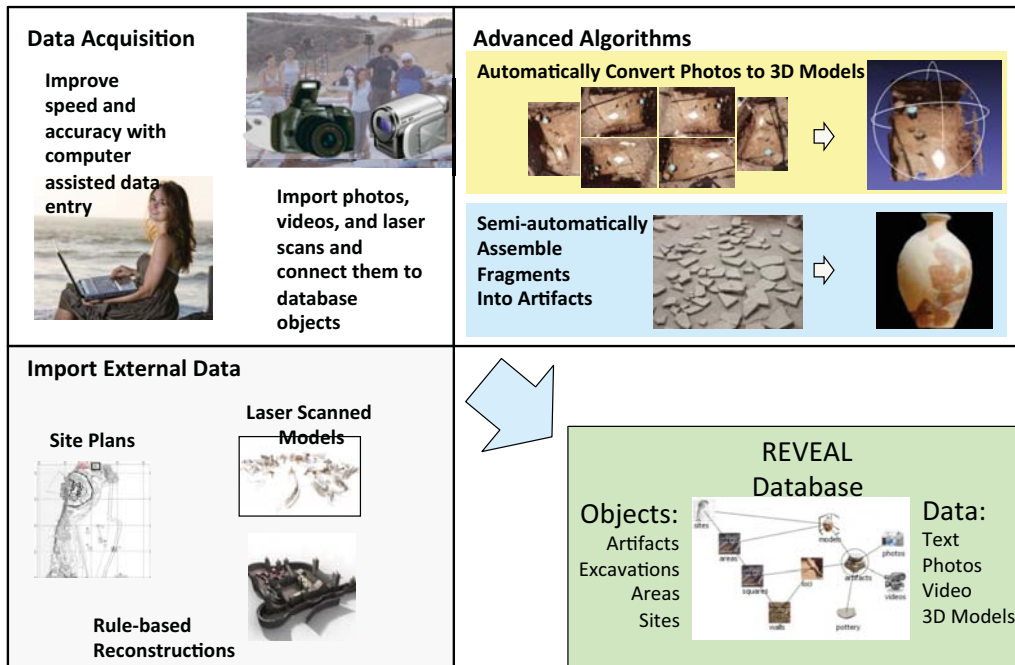 Data Acquisition
Improve
speed and
accuracy with
computer
assisted data
entry
Import photos,
videos, and laser
scans and
connect them to
database
objects
Advanced Algorithms
Automatically Convert Photos to 3D Models
Semi-automatically
Assemble
Fragments
Into Artifacts
Import External Data
Site Plans
Laser Scanned
Models
Rule-based
Reconstructions
REVEAL
Database
Objects:
Artifacts
Excavations
Areas
Sites
sites
models
areas
photos
squares
loci
artifacts
videos
walls
pottery
Data:
Text
Photos
Video
3D Models